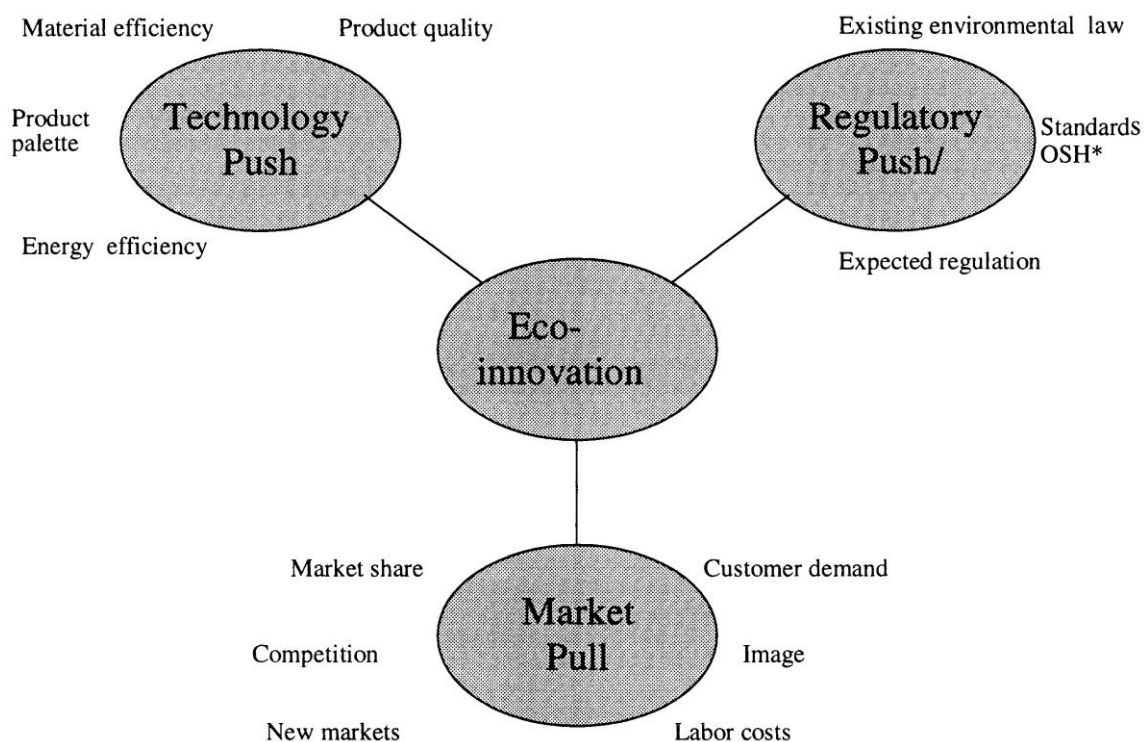 Material efficiency
Product quality
Existing environmental law
Technology
Push
Product
palette
Regulatory
Push/
Standards
OSH*
Energy efficiency
Expected regulation
Eco-
innovation
Market share
Customer demand
Market
Pull
Competition
Image
New markets
Labor costs